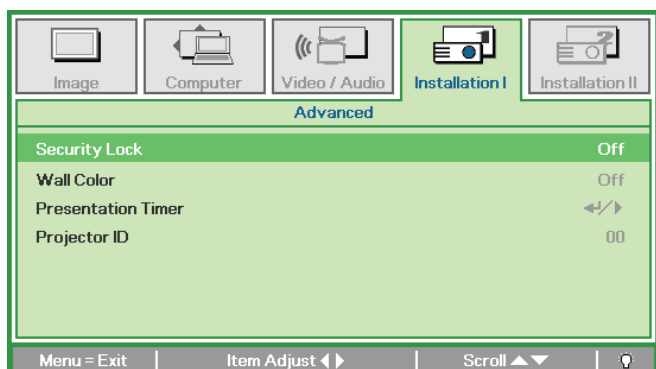 Image Computer Video / Audio Installation I Installation II
Advanced
Security Lock Off
Wall Color Off
Presentation Timer
Projector ID 00
Menu = Exit Item Adjust Scroll